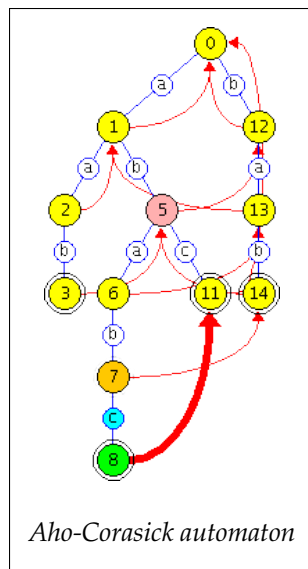 0
a b
1 12
a b a
2 5 13
b a c b
3 6 11 14
b
7
c
8
Aho-Corasick automaton